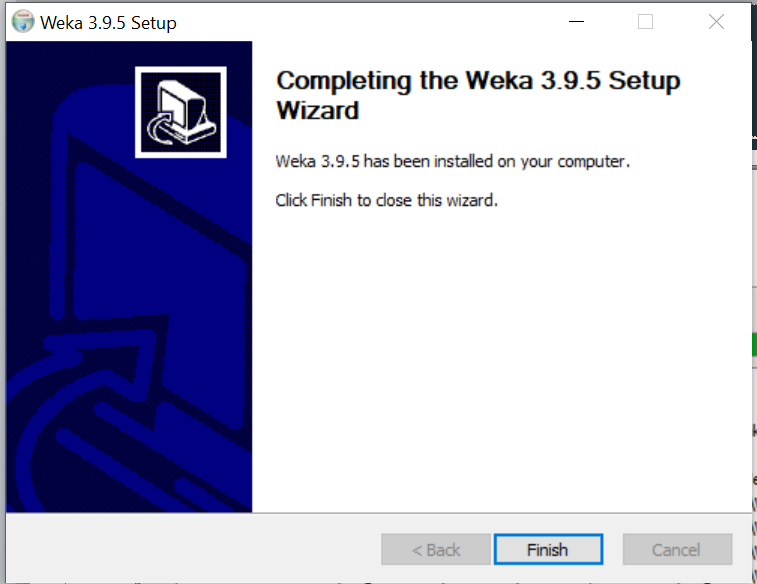 Weka 3.9.5 Setup
Completing the Weka 3.9.5 Setup
Wizard
Weka 3.9.5 has been installed on your computer.
Click Finish to close this wizard.
< Back
Finish
Cancel